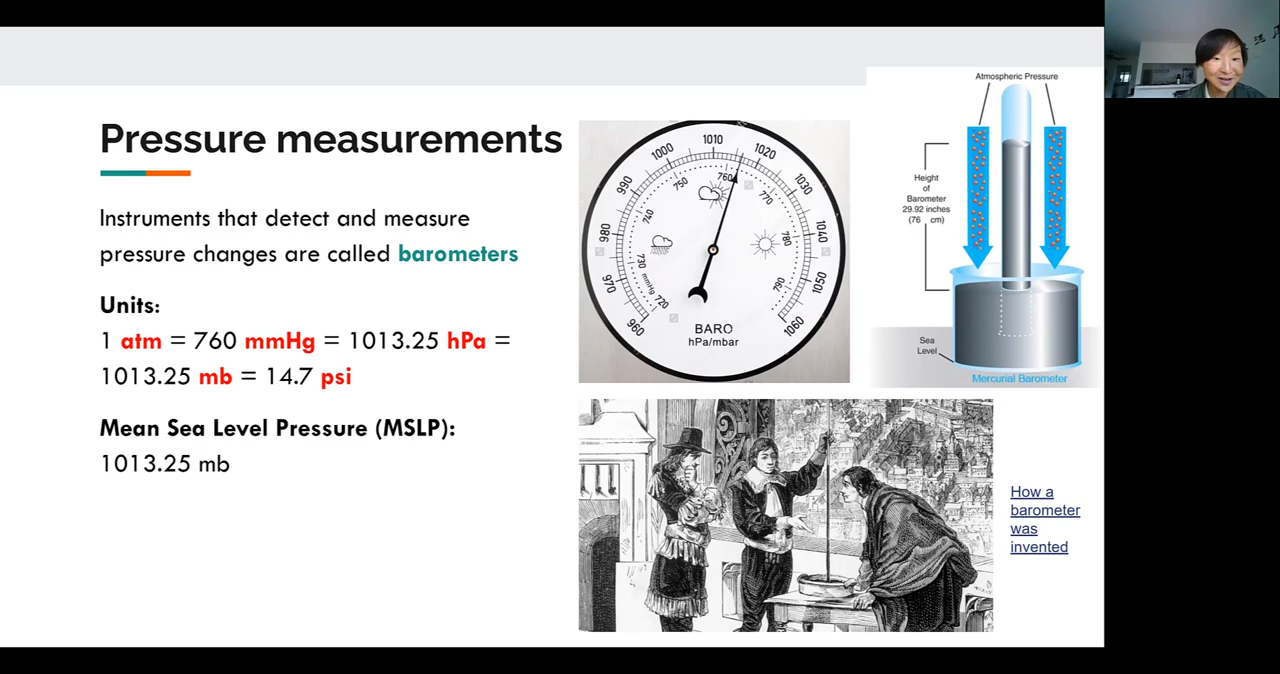 Pressure measurements
Instruments that detect and measure
pressure changes are called barometers
Units:
1 atm = 760 mmHg = 1013.25 hPa =
1013.25 mb = 14.7 psi
Mean Sea Level Pressure (MSLP):
1013.25 mb
960
970
980
990
1000
1010
1020
1030
1040
1050
1060
720
mmHg
730
740
750
760
770
780
790
BARO
hPa/mbar
Atmospheric Pressure
Height
of
Barometer
29.92 inches
(76 cm)
Sea
Level
Mercurial Barometer
How a
barometer
was
invented